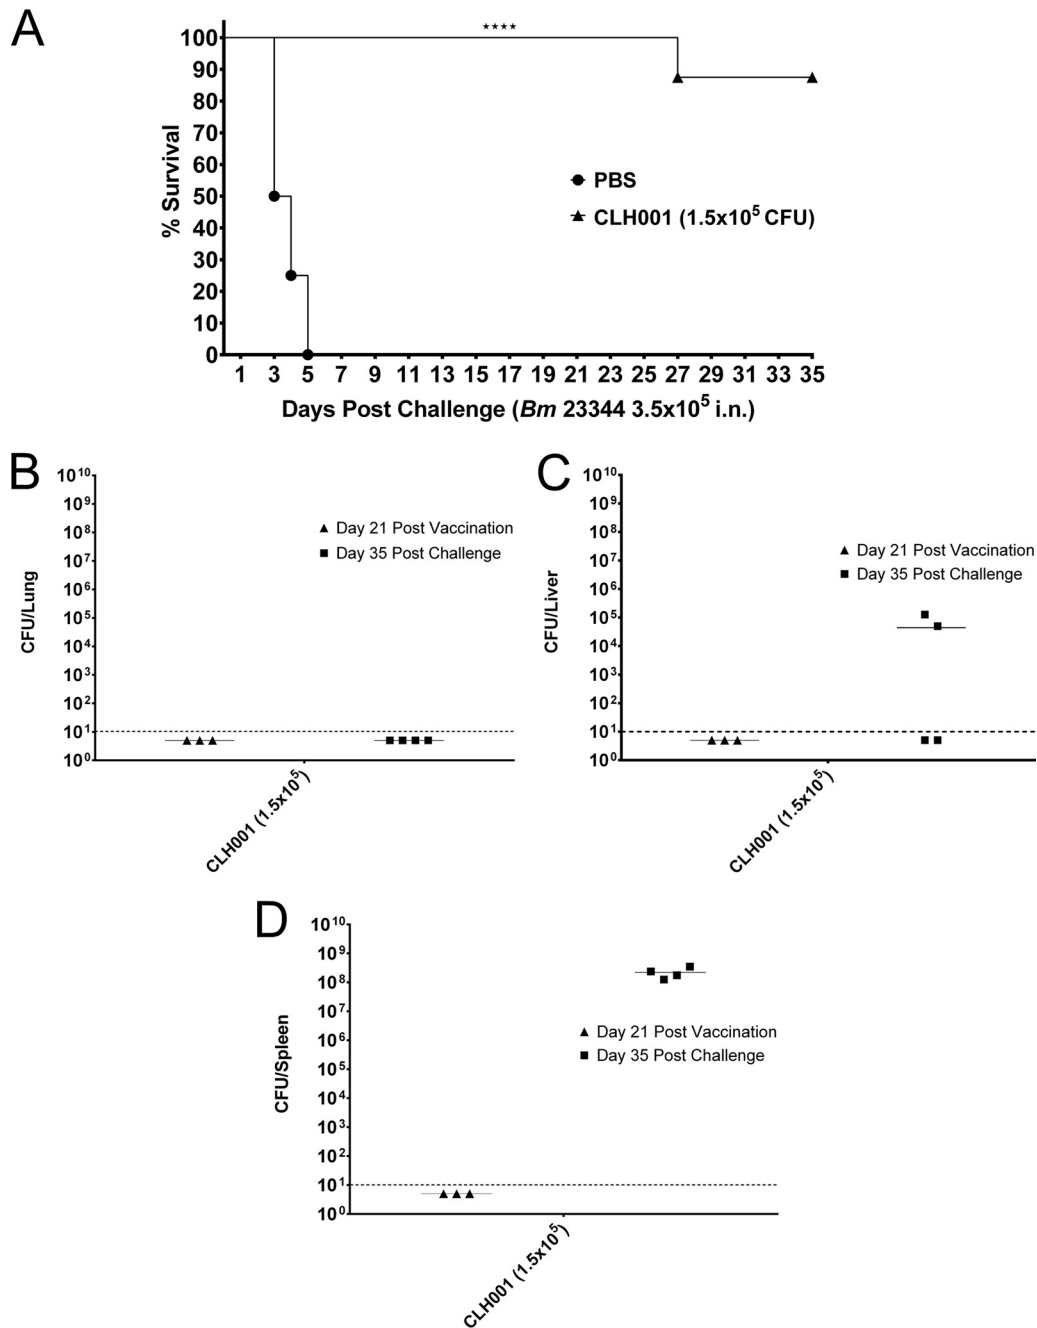 A
****
100
90
80
70
60
50
40
30
20
10
0
% Survival
PBS
CLH001 (1.5x10⁵ CFU)
1 3 5 7 9 11 13 15 17 19 21 23 25 27 29 31 33 35
Days Post Challenge (Bm 23344 3.5x10⁵ i.n.)
B
10¹⁰
10⁹
10⁸
10⁷
10⁶
10⁵
10⁴
10³
10²
10¹
10⁰
CFU/Lung
Day 21 Post Vaccination
Day 35 Post Challenge
CLH001 (1.5x10⁵)
C
10¹⁰
10⁹
10⁸
10⁷
10⁶
10⁵
10⁴
10³
10²
10¹
10⁰
CFU/Liver
Day 21 Post Vaccination
Day 35 Post Challenge
CLH001 (1.5x10⁵)
D
10¹⁰
10⁹
10⁸
10⁷
10⁶
10⁵
10⁴
10³
10²
10¹
10⁰
CFU/Spleen
Day 21 Post Vaccination
Day 35 Post Challenge
CLH001 (1.5x10⁵)